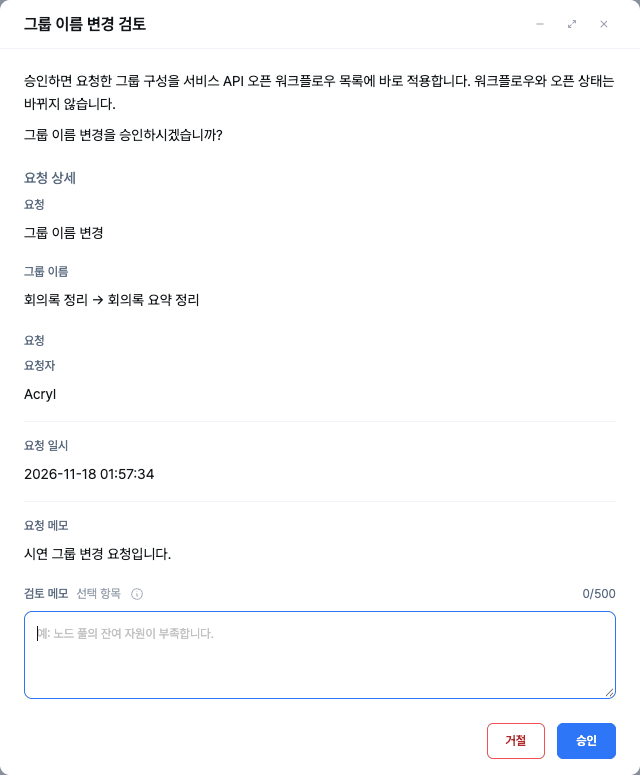 그룹 이름 변경 검토
승인하면 요청한 그룹 구성을 서비스 API 오픈 워크플로우 목록에 바로 적용합니다. 워크플로우와 오픈 상태는
바뀌지 않습니다.
그룹 이름 변경을 승인하시겠습니까?
요청 상세
요청
그룹 이름 변경
그룹 이름
회의록 정리 → 회의록 요약 정리
요청
요청자
Acryl
요청 일시
2026-11-18 01:57:34
요청 메모
시연 그룹 변경 요청입니다.
검토 메모 선택 항목 0/500
예: 노드 풀의 잔여 자원이 부족합니다.
거절 승인